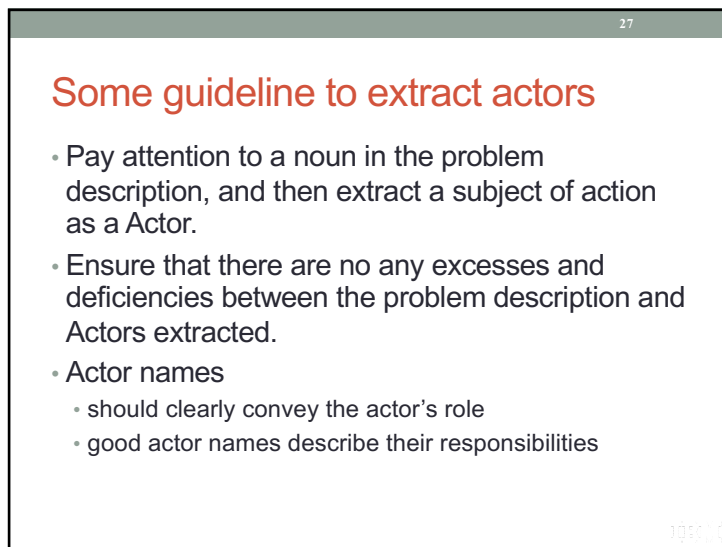 27
Some guideline to extract actors
• Pay attention to a noun in the problem
description, and then extract a subject of action
as a Actor.
• Ensure that there are no any excesses and
deficiencies between the problem description and
Actors extracted.
• Actor names
• should clearly convey the actor's role
• good actor names describe their responsibilities